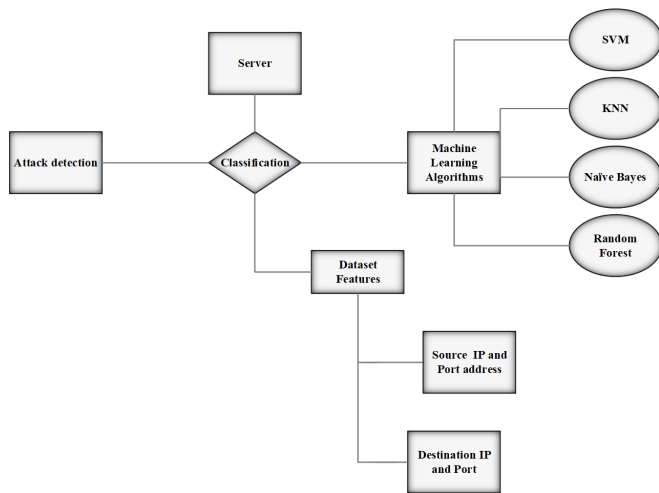 SVM
Server
KNN
Attack detection
Classification
Machine
Learning
Algorithms
Naïve Bayes
Random
Forest
Dataset
Features
Source IP and
Port address
Destination IP
and Port